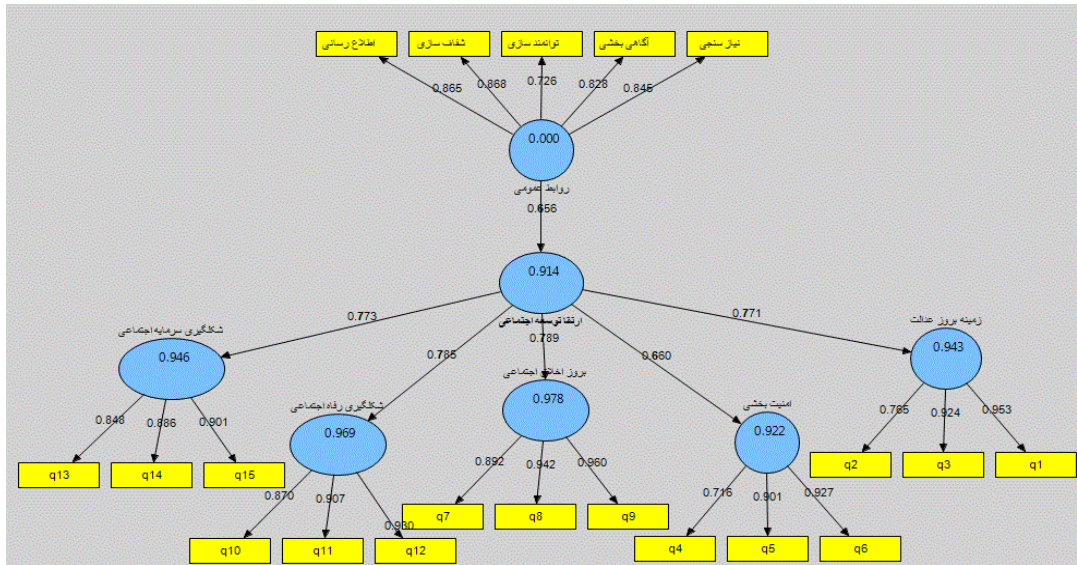 اطلاع رسانی
شفاف سازی
توانمند سازی
آگاهی بخشی
نیاز سنجی
0.865
0.868
0.726
0.828
0.845
0.000
روابط عمومی
0.656
0.914
ارتقا توسعه اجتماعی
0.773
0.785
0.789
0.660
0.771
شکلگیری سرمایه اجتماعی
0.946
0.848
0.886
0.901
q13
q14
q15
شکلگیری رفاه اجتماعی
0.969
0.870
0.907
0.930
q10
q11
q12
بروز اخلاق اجتماعی
0.978
0.892
0.942
0.960
q7
q8
q9
امنیت بخشی
0.922
0.716
0.901
0.927
q4
q5
q6
زمینه بروز عدالت
0.943
0.765
0.924
0.953
q2
q3
q1